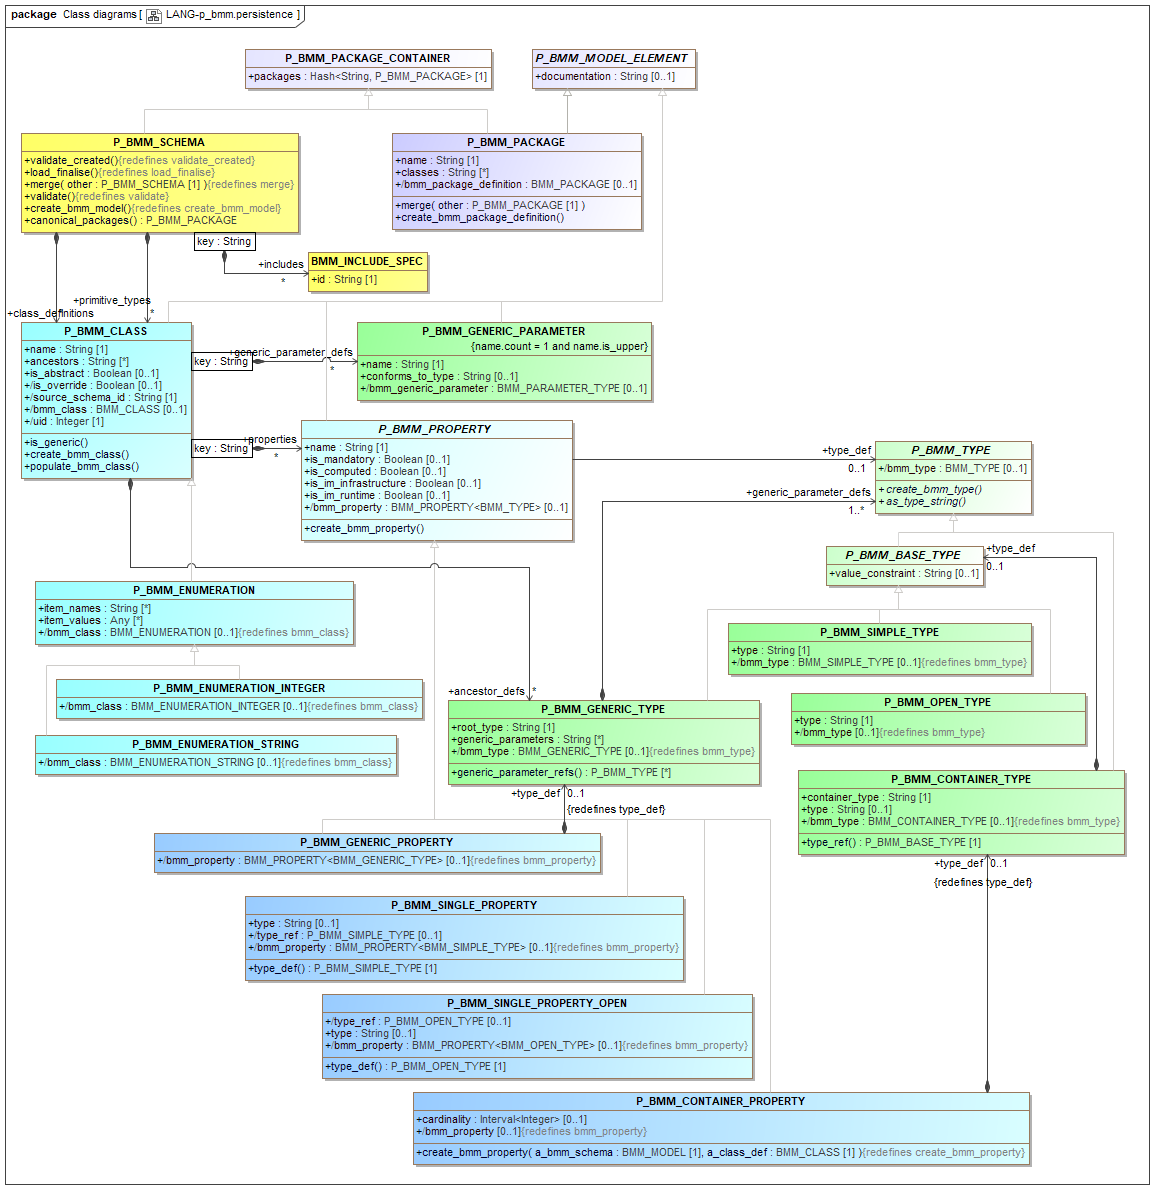 package Class diagrams [ LANG-p_bmm.persistence ]
P_BMM_PACKAGE_CONTAINER
+packages : Hash<String, P_BMM_PACKAGE> [1]
P_BMM_MODEL_ELEMENT
+documentation : String [0..1]
P_BMM_SCHEMA
+validate_created(){redefines validate_created}
+load_finalise(){redefines load_finalise}
+merge( other : P_BMM_SCHEMA [1] ){redefines merge}
+validate(){redefines validate}
+create_bmm_model(){redefines create_bmm_model}
+canonical_packages() : P_BMM_PACKAGE
P_BMM_PACKAGE
+name : String [1]
+classes : String [*]
+/bmm_package_definition : BMM_PACKAGE [0..1]
+merge( other : P_BMM_PACKAGE [1] )
+create_bmm_package_definition()
key : String
+includes
*
BMM_INCLUDE_SPEC
+id : String [1]
+primitive_types
*
+class_definitions
P_BMM_CLASS
+name : String [1]
+ancestors : String [*]
+is_abstract : Boolean [0..1]
+/is_override : Boolean [0..1]
+/source_schema_id : String [1]
+/bmm_class : BMM_CLASS [0..1]
+/uid : Integer [1]
+is_generic()
+create_bmm_class()
+populate_bmm_class()
key : String
+generic_parameter_defs
*
P_BMM_GENERIC_PARAMETER
{name.count = 1 and name.is_upper}
+name : String [1]
+conforms_to_type : String [0..1]
+/bmm_generic_parameter : BMM_PARAMETER_TYPE [0..1]
key : String
+properties
*
P_BMM_PROPERTY
+name : String [1]
+is_mandatory : Boolean [0..1]
+is_computed : Boolean [0..1]
+is_im_infrastructure : Boolean [0..1]
+is_im_runtime : Boolean [0..1]
+/bmm_property : BMM_PROPERTY<BMM_TYPE> [0..1]
+create_bmm_property()
+type_def
0..1
+generic_parameter_defs
1..*
P_BMM_TYPE
+/bmm_type : BMM_TYPE [0..1]
+create_bmm_type()
+as_type_string()
P_BMM_BASE_TYPE
+value_constraint : String [0..1]
+type_def
0..1
P_BMM_ENUMERATION
+item_names : String [*]
+item_values : Any [*]
+/bmm_class : BMM_ENUMERATION [0..1]{redefines bmm_class}
P_BMM_SIMPLE_TYPE
+type : String [1]
+/bmm_type : BMM_SIMPLE_TYPE [0..1]{redefines bmm_type}
P_BMM_ENUMERATION_INTEGER
+/bmm_class : BMM_ENUMERATION_INTEGER [0..1]{redefines bmm_class}
P_BMM_ENUMERATION_STRING
+/bmm_class : BMM_ENUMERATION_STRING [0..1]{redefines bmm_class}
+ancestor_defs
*
P_BMM_GENERIC_TYPE
+root_type : String [1]
+generic_parameters : String [*]
+/bmm_type : BMM_GENERIC_TYPE [0..1]{redefines bmm_type}
+generic_parameter_refs() : P_BMM_TYPE [*]
P_BMM_OPEN_TYPE
+type : String [1]
+/bmm_type [0..1]{redefines bmm_type}
P_BMM_CONTAINER_TYPE
+container_type : String [1]
+type : String [0..1]
+/bmm_type : BMM_CONTAINER_TYPE [0..1]{redefines bmm_type}
+type_ref() : P_BMM_BASE_TYPE [1]
+type_def 0..1
{redefines type_def}
P_BMM_GENERIC_PROPERTY
+/bmm_property : BMM_PROPERTY<BMM_GENERIC_TYPE> [0..1]{redefines bmm_property}
+type_def 0..1
{redefines type_def}
P_BMM_SINGLE_PROPERTY
+type : String [0..1]
+/type_ref : P_BMM_SIMPLE_TYPE [0..1]
+/bmm_property : BMM_PROPERTY<BMM_SIMPLE_TYPE> [0..1]{redefines bmm_property}
+type_def() : P_BMM_SIMPLE_TYPE [1]
P_BMM_SINGLE_PROPERTY_OPEN
+/type_ref : P_BMM_OPEN_TYPE [0..1]
+type : String [0..1]
+/bmm_property : BMM_PROPERTY<BMM_OPEN_TYPE> [0..1]{redefines bmm_property}
+type_def() : P_BMM_OPEN_TYPE [1]
P_BMM_CONTAINER_PROPERTY
+cardinality : Interval<Integer> [0..1]
+/bmm_property [0..1]{redefines bmm_property}
+create_bmm_property( a_bmm_schema : BMM_MODEL [1], a_class_def : BMM_CLASS [1] ){redefines create_bmm_property}